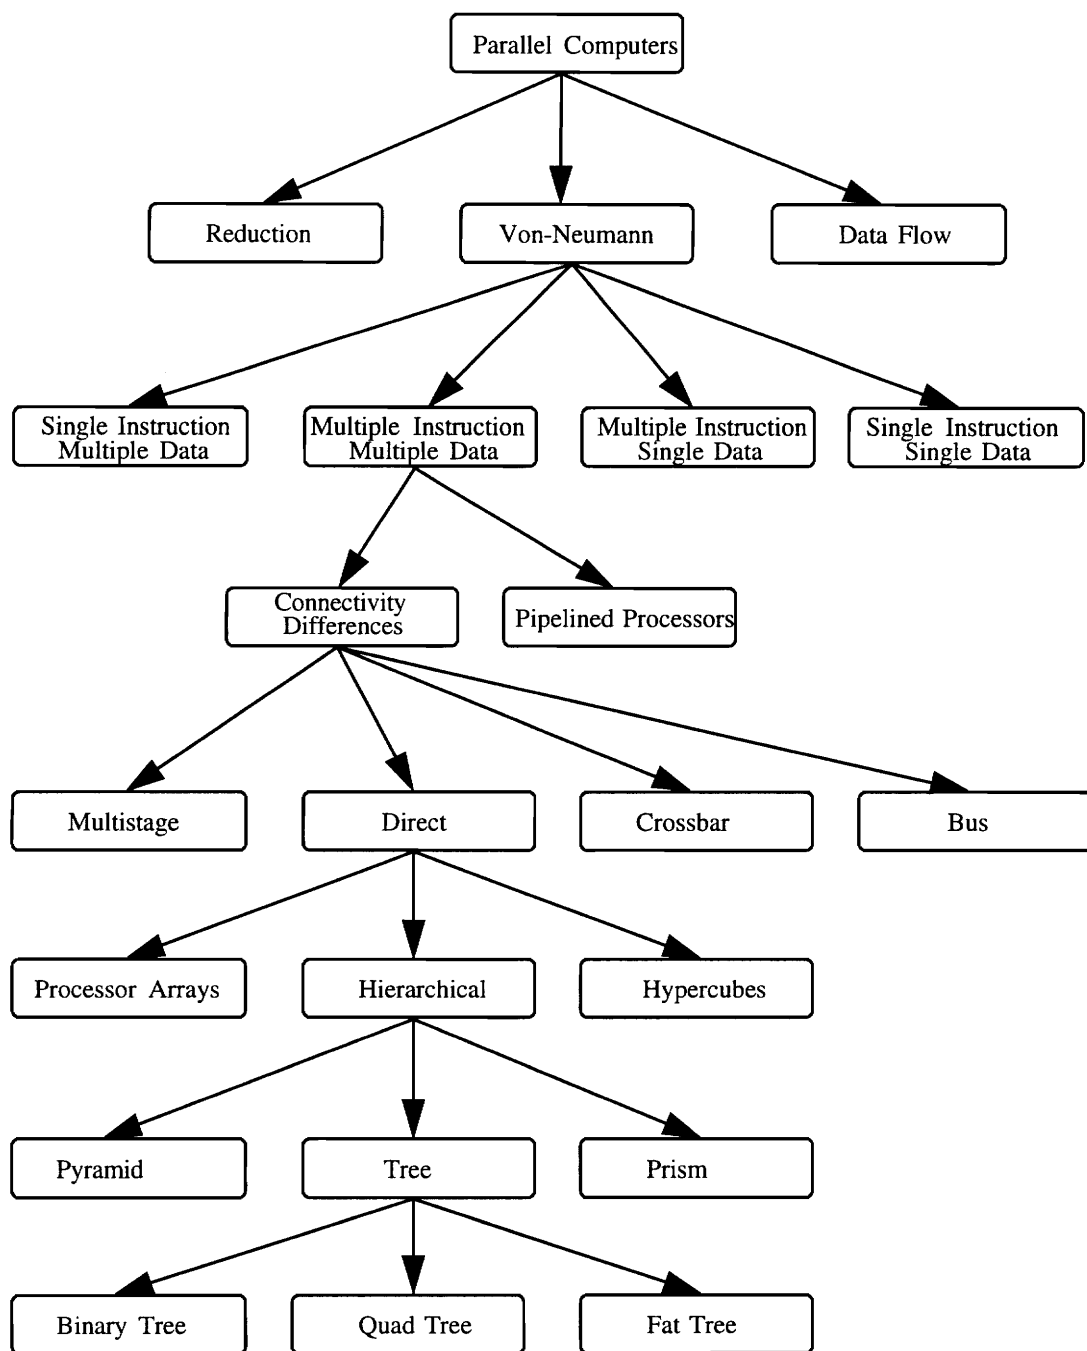 Parallel Computers
Reduction
Von-Neumann
Data Flow
Single Instruction
Multiple Data
Multiple Instruction
Multiple Data
Multiple Instruction
Single Data
Single Instruction
Single Data
Connectivity
Differences
Pipelined Processors
Multistage
Direct
Crossbar
Bus
Processor Arrays
Hierarchical
Hypercubes
Pyramid
Tree
Prism
Binary Tree
Quad Tree
Fat Tree